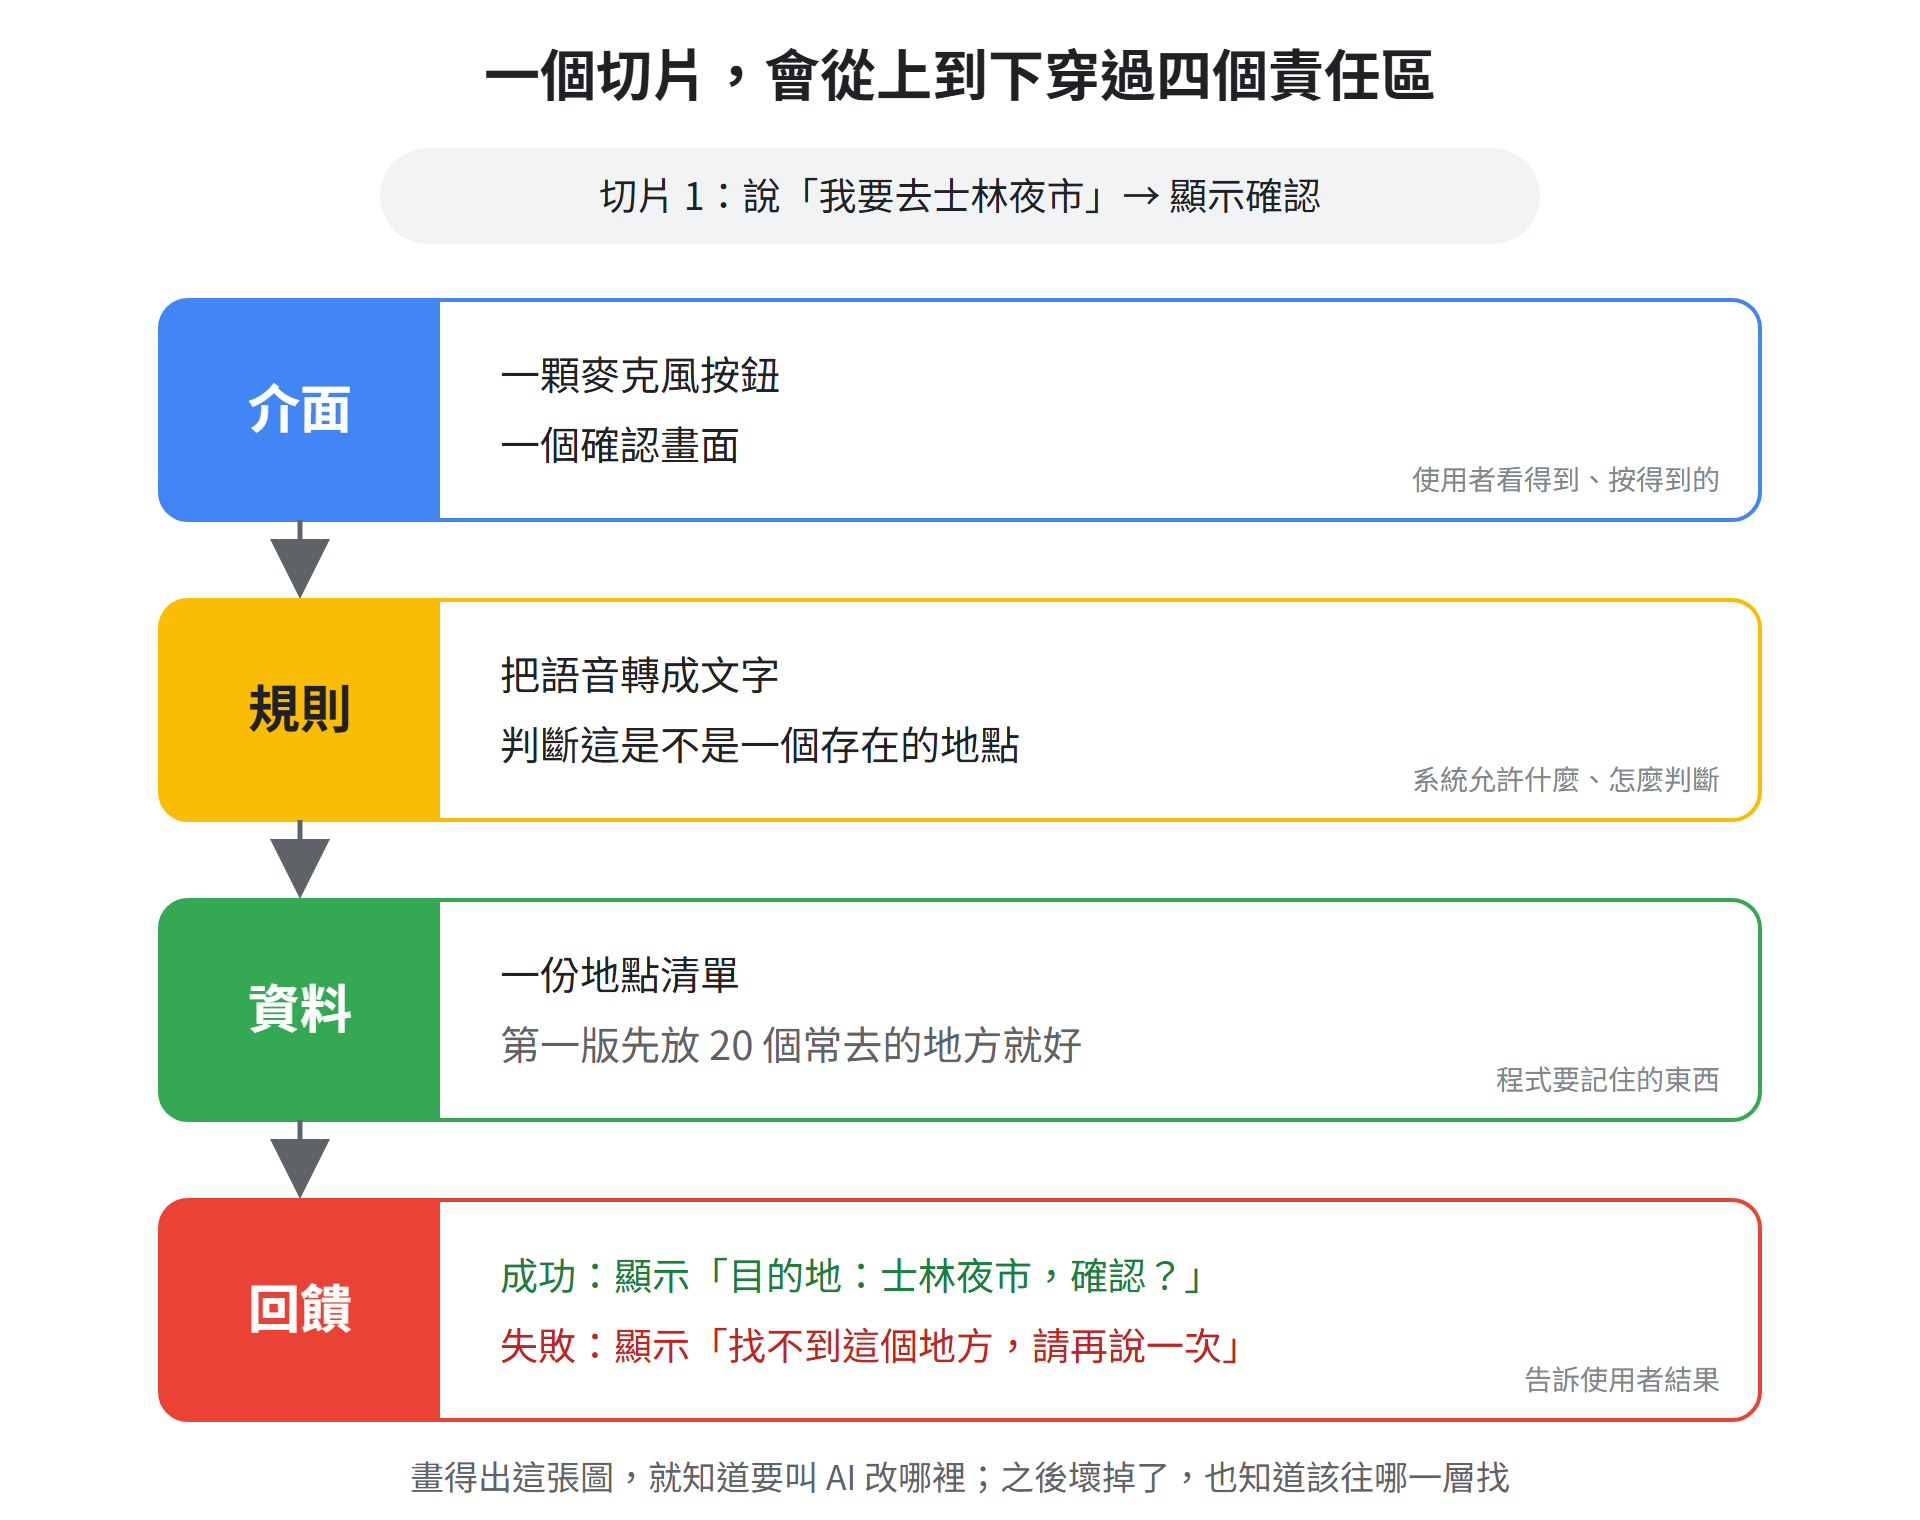 一個切片，會從上到下穿過四個責任區
切片 1：說「我要去士林夜市」→ 顯示確認
介面
一顆麥克風按鈕
一個確認畫面
使用者看得到、按得到的
規則
把語音轉成文字
判斷這是不是一個存在的地點
系統允許什麼、怎麼判斷
資料
一份地點清單
第一版先放 20 個常去的地方就好
程式要記住的東西
回饋
成功：顯示「目的地：士林夜市，確認？」
失敗：顯示「找不到這個地方，請再說一次」
告訴使用者結果
畫得出這張圖，就知道要叫 AI 改哪裡；之後壞掉了，也知道該往哪一層找